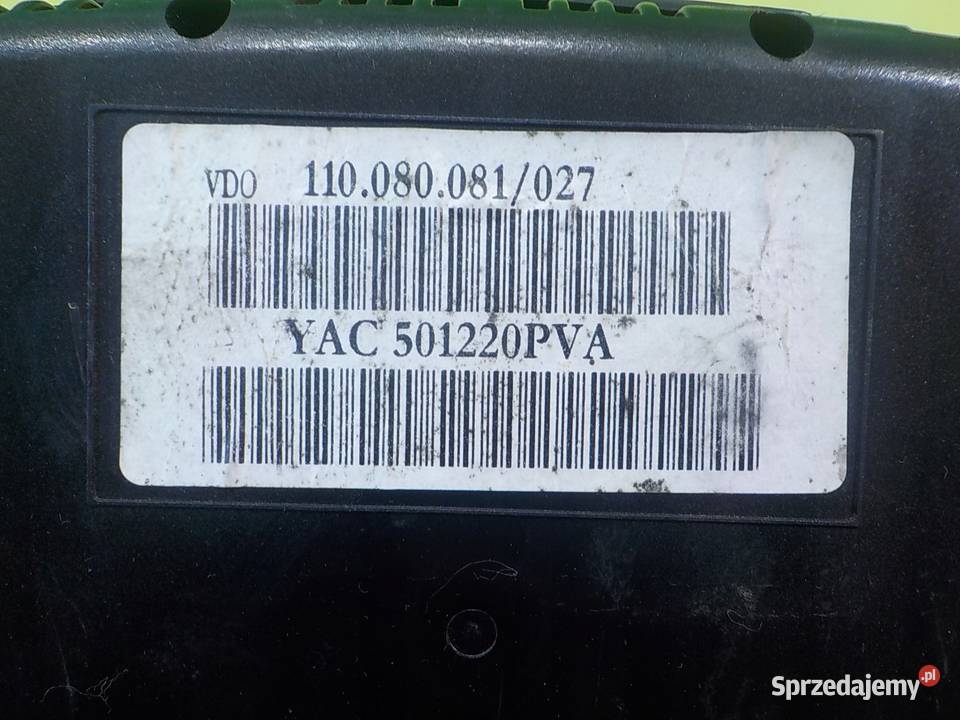 VDO 110.080.081/027
YAC 501220PVA
Sprzedajemy.pl